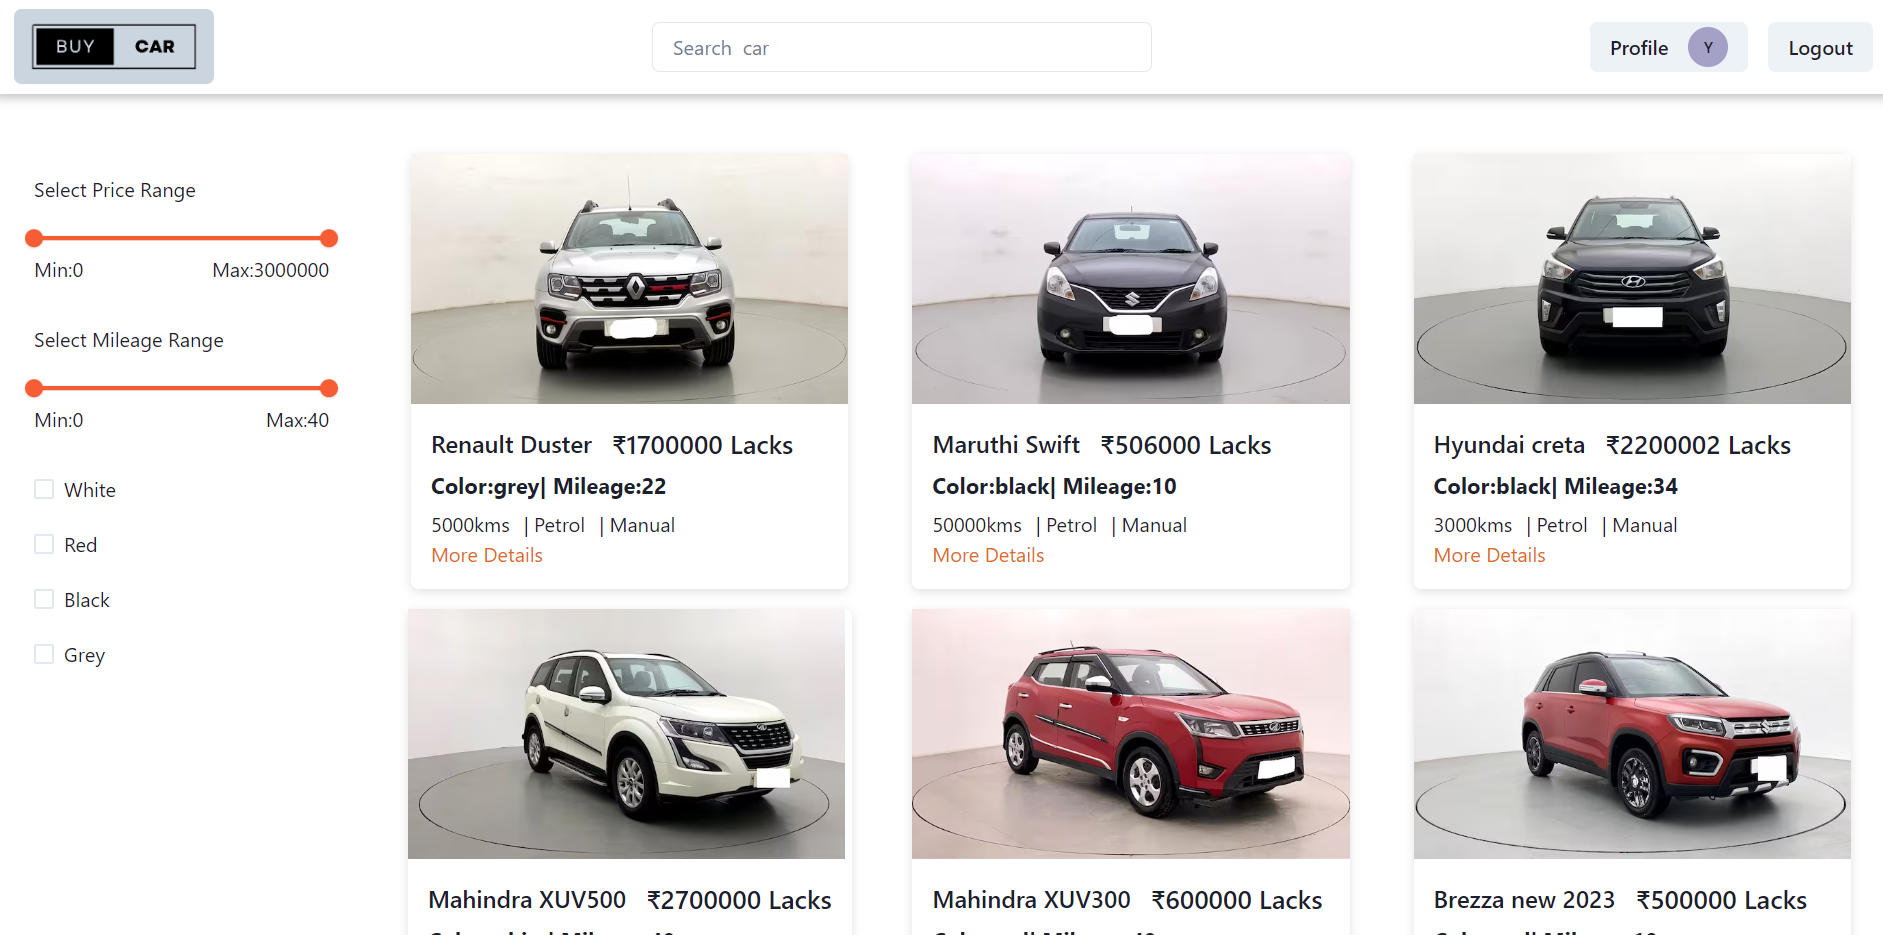 BUY CAR
Search car
Profile Y
Logout
Select Price Range
Min:0 Max:3000000
Select Mileage Range
Min:0 Max:40
White
Red
Black
Grey
Renault Duster ₹1700000 Lacks
Color:grey| Mileage:22
5000kms | Petrol | Manual
More Details
Maruthi Swift ₹506000 Lacks
Color:black| Mileage:10
50000kms | Petrol | Manual
More Details
Hyundai creta ₹2200002 Lacks
Color:black| Mileage:34
3000kms | Petrol | Manual
More Details
Mahindra XUV500 ₹2700000 Lacks
Mahindra XUV300 ₹600000 Lacks
Brezza new 2023 ₹500000 Lacks